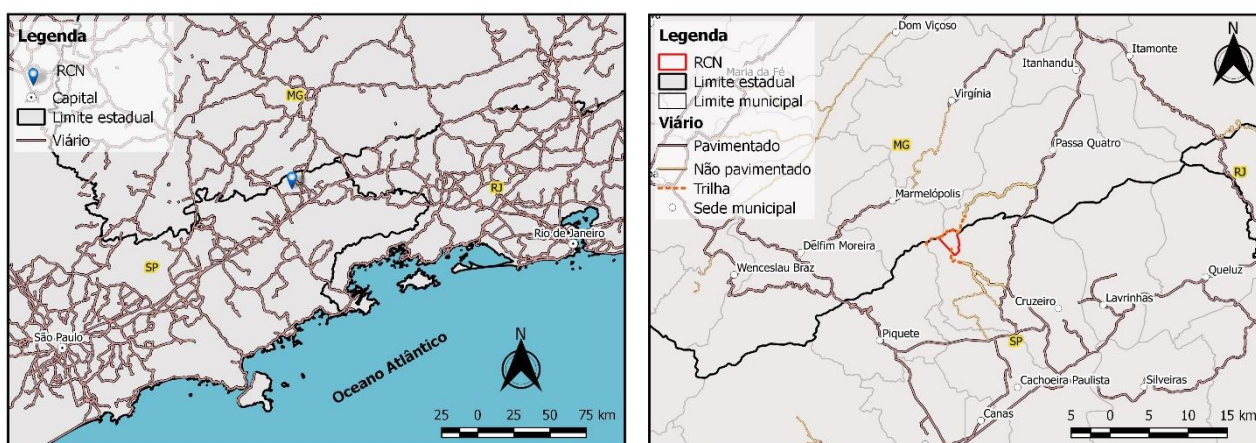 Legenda
RCN
Capital
Limite estadual
Viário
MG
RJ
Rio de Janeiro
SP
São Paulo
Oceano Atlântico
N
25 0 25 50 75 km
Legenda
RCN
Limite estadual
Limite municipal
Viário
Pavimentado
Não pavimentado
Trilha
Sede municipal
Dom Viçoso
Itamonte
Itanhandu
N
Maria da Fé
Virgínia
MG
Passa Quatro
RJ
Marmelópolis
Delfim Moreira
Wenceslau Braz
Queluz
Cruzeiro
Lavrinhas
Piquete
SP
Cachoeira Paulista
Silveiras
Canas
5 0 5 10 15 km